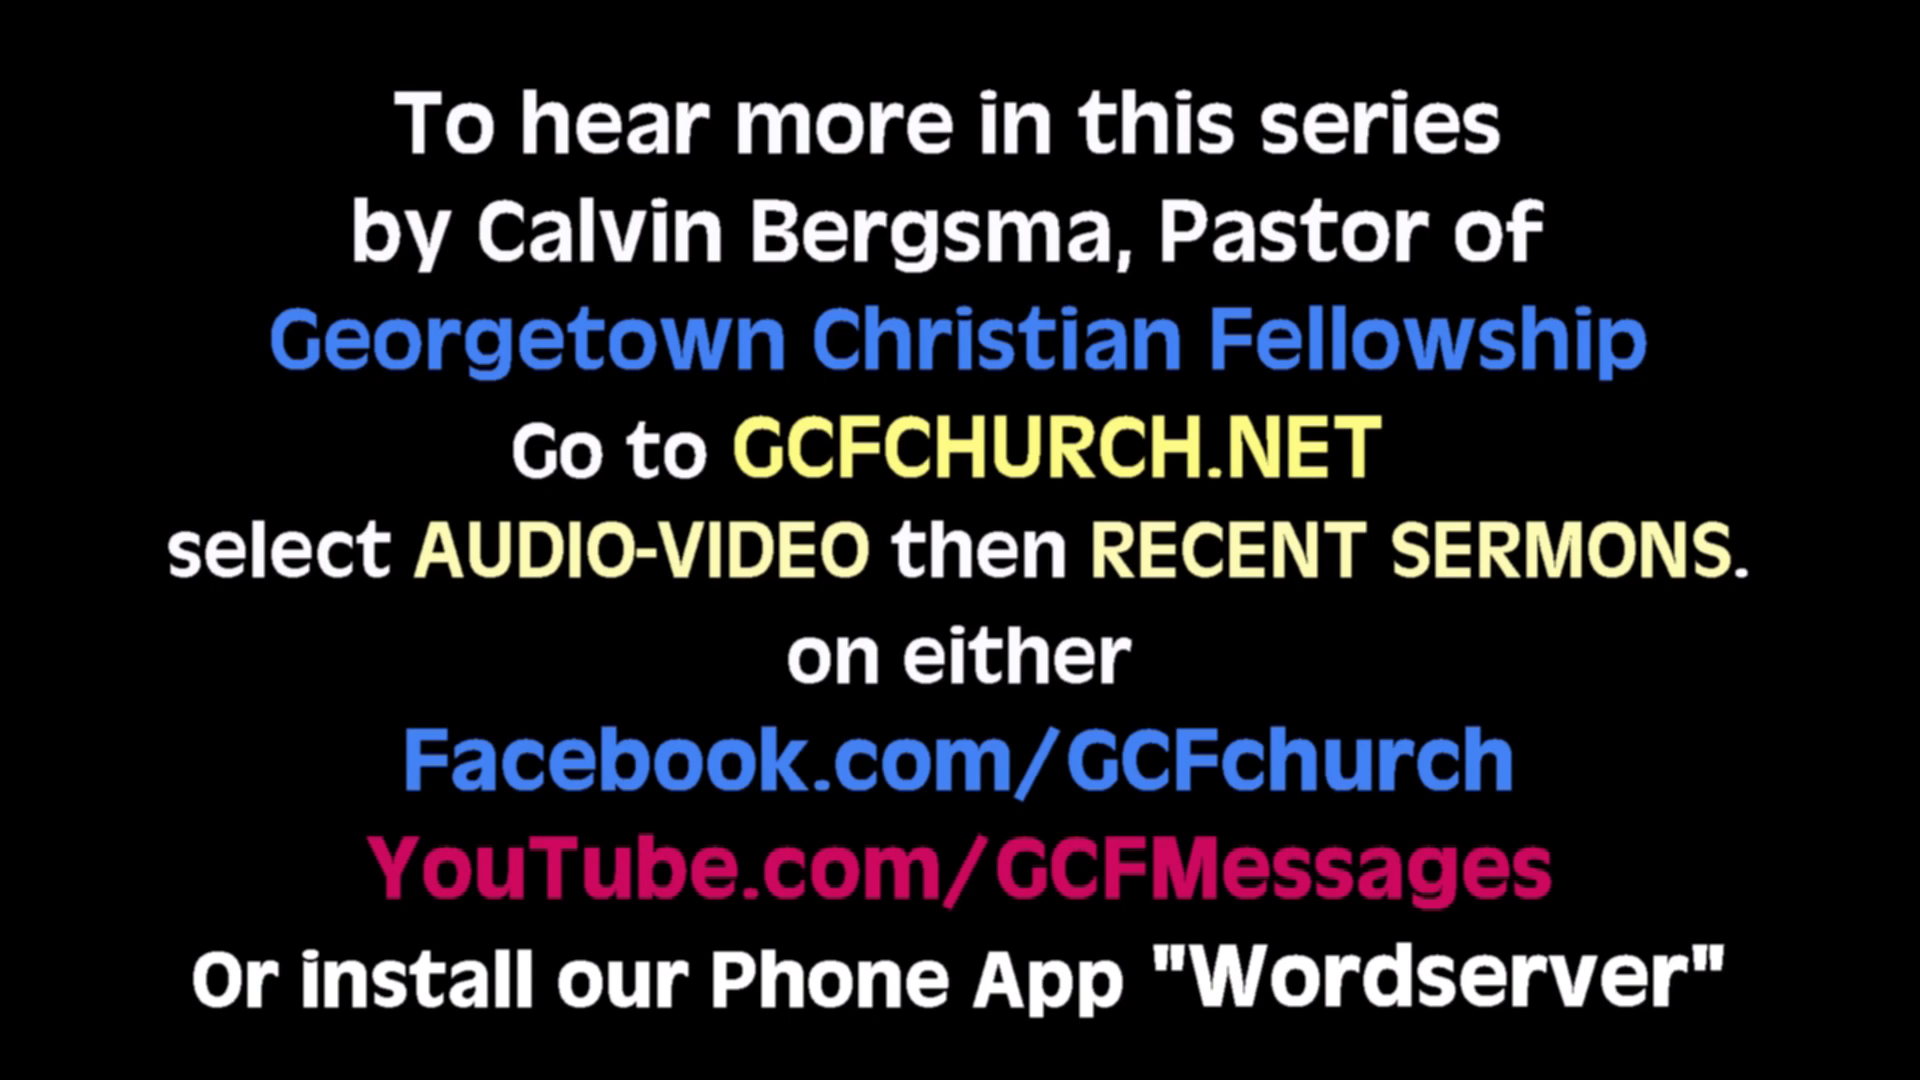 To hear more in this series
by Calvin Bergsma, Pastor of
Georgetown Christian Fellowship
Go to GCFCHURCH.NET
select AUDIO-VIDEO then RECENT SERMONS.
on either
Facebook.com/GCFchurch
YouTube.com/GCFMessages
Or install our Phone App "Wordserver"